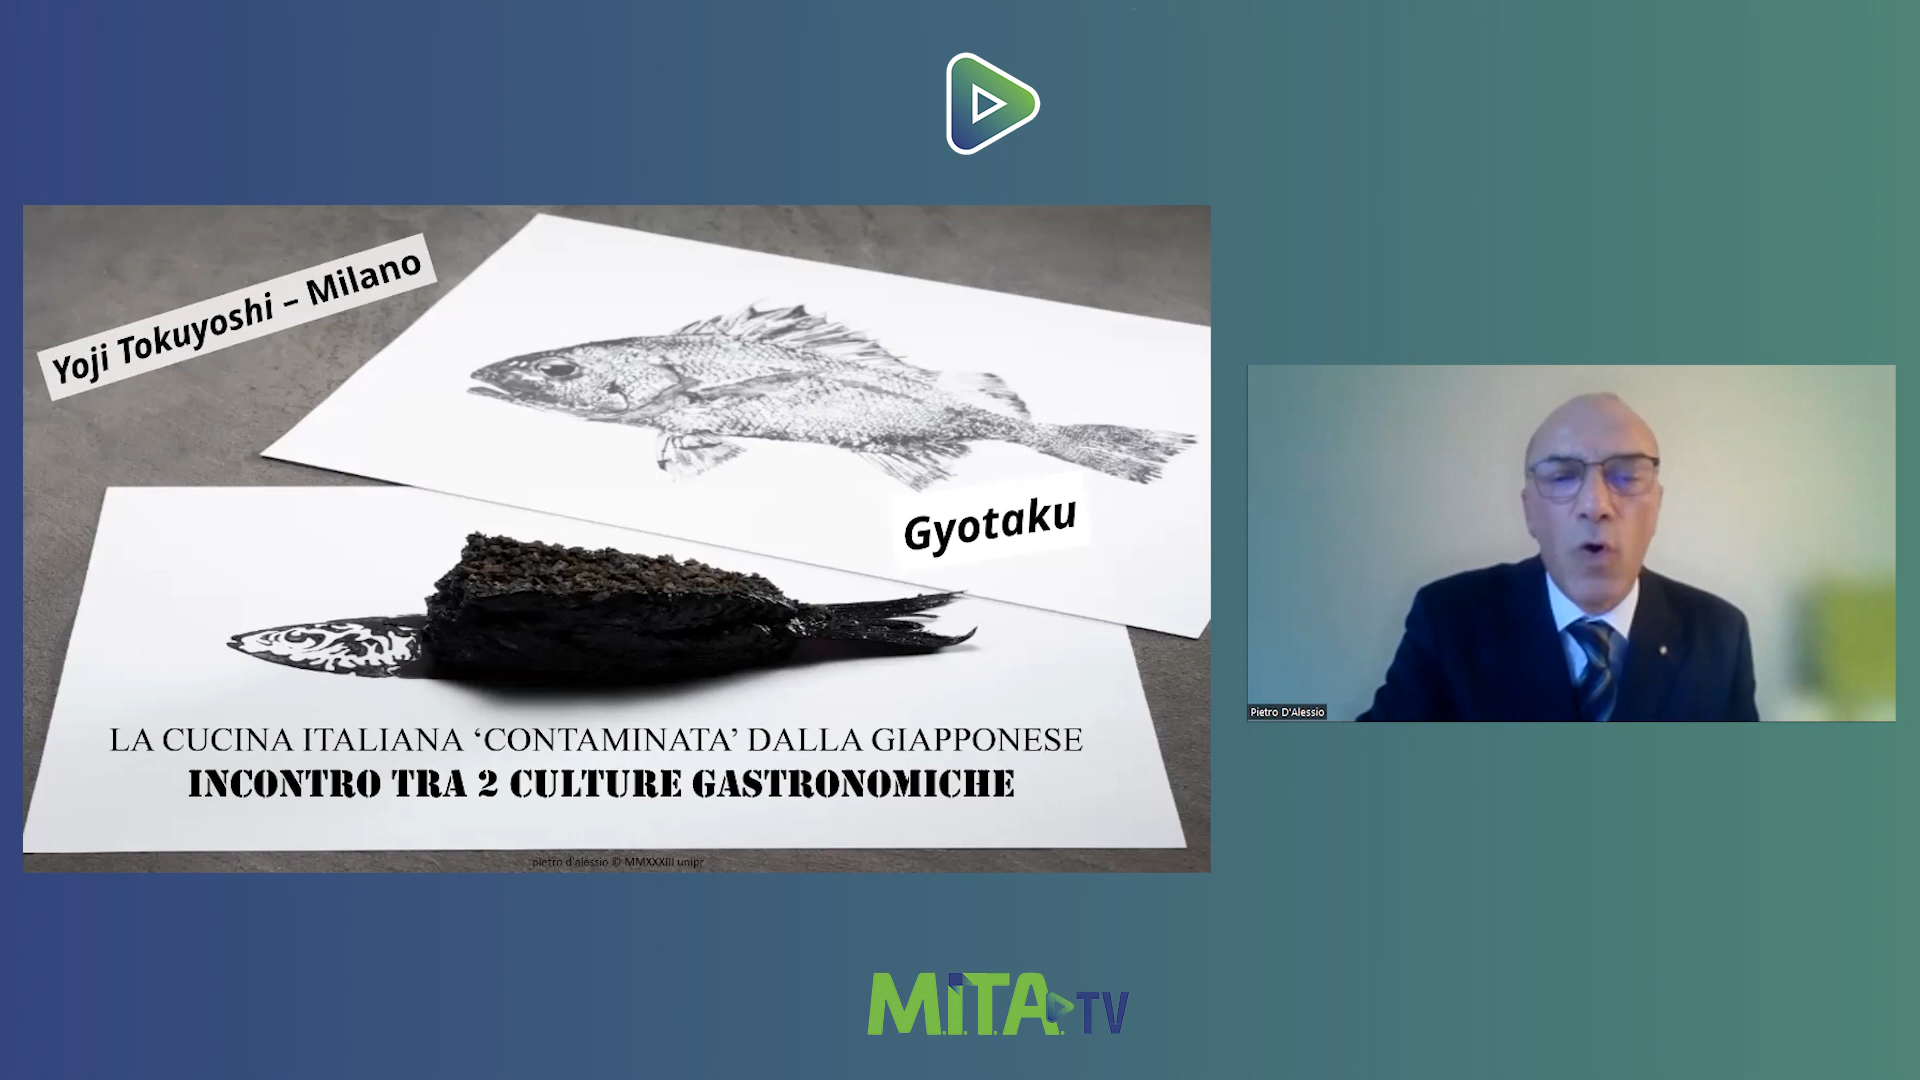 Yoji Tokuyoshi – Milano
Gyotaku
LA CUCINA ITALIANA ‘CONTAMINATA’ DALLA GIAPPONESE
INCONTRO TRA 2 CULTURE GASTRONOMICHE
pietro d'alessio © MMXXXIII unipr
Pietro D'Alessio
M.I.T.A. TV